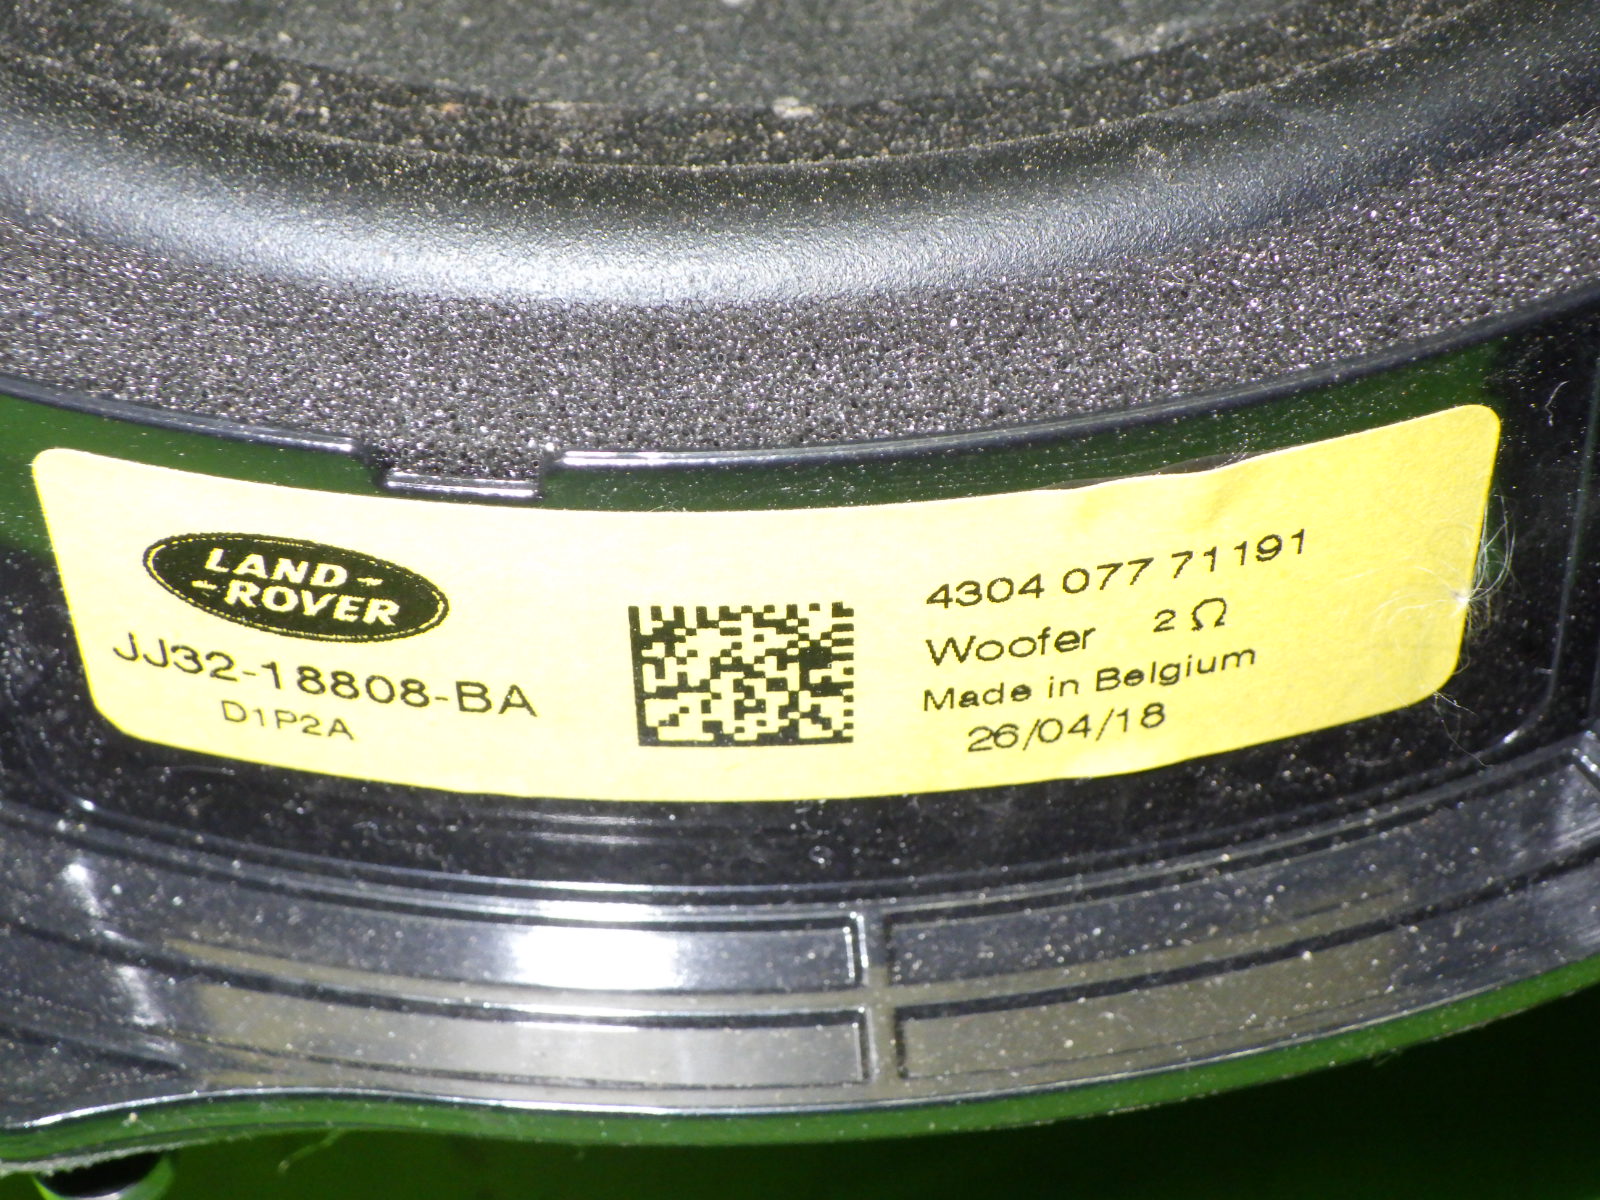 LAND-
-ROVER
JJ32-18808-BA
D1P2A
4304 077 71191
Woofer 2 Ω
Made in Belgium
26/04/18